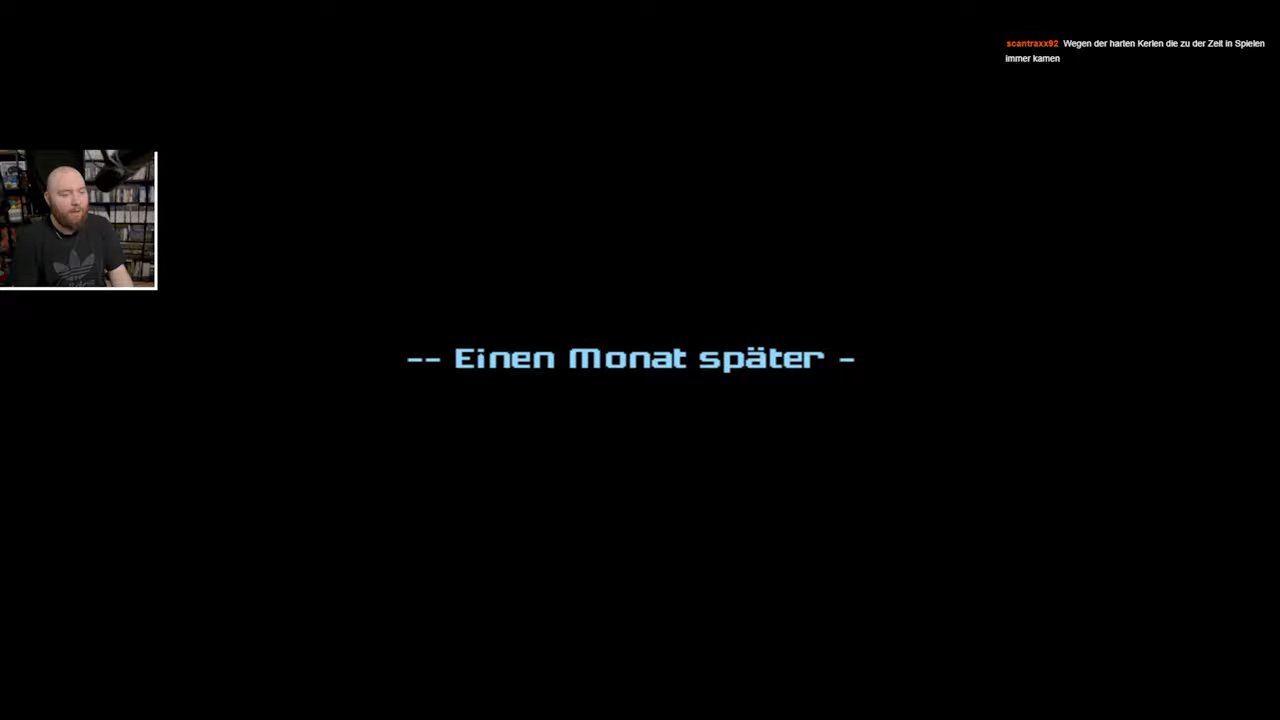 scantraxx92 Wegen der harten Kerlen die zu der Zeit in Spielen
immer kamen
-- Einen Monat später -